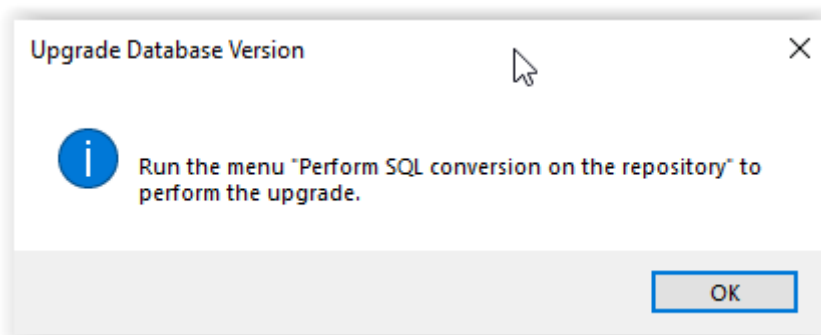 Upgrade Database Version
Run the menu "Perform SQL conversion on the repository" to
perform the upgrade.
OK